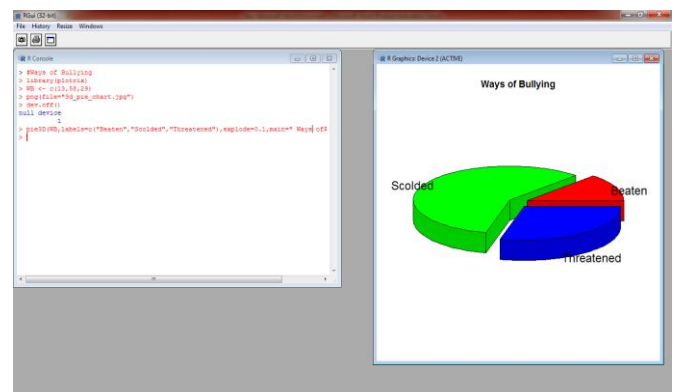 RGui (32-bit)
File History Resize Windows
R Console
> #Ways of Bullying
> library(plotrix)
> WB <- c(13,58,29)
> png(file="3d_pie_chart.jpg")
> dev.off()
null device
1
> pie3D(WB,labels=c("Beaten","Scolded","Threatened"),explode=0.1,main=" Ways of
>
R Graphics: Device 2 (ACTIVE)
Ways of Bullying
Scolded
Beaten
Threatened